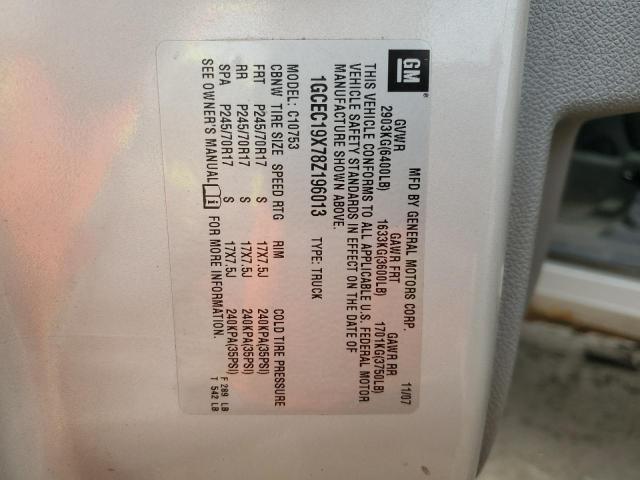 GM
MFD BY GENERAL MOTORS CORP. 11/07
GVWR GAWR FRT GAWR RR
2903KG(6400LB) 1633KG(3600LB) 1701KG(3750LB)
THIS VEHICLE CONFORMS TO ALL APPLICABLE U.S. FEDERAL MOTOR
VEHICLE SAFETY STANDARDS IN EFFECT ON THE DATE OF
MANUFACTURE SHOWN ABOVE.
1GCEC19X78Z196013 TYPE: TRUCK
MODEL: C10753
CBNW TIRE SIZE SPEED RTG RIM COLD TIRE PRESSURE
FRT P245/70R17 S 17X7.5J 240KPA(35PSI)
RR P245/70R17 S 17X7.5J 240KPA(35PSI)
SPA P245/70R17 S 17X7.5J 240KPA(35PSI)
SEE OWNER'S MANUAL i FOR MORE INFORMATION.
F 289 LB
T 542 LB